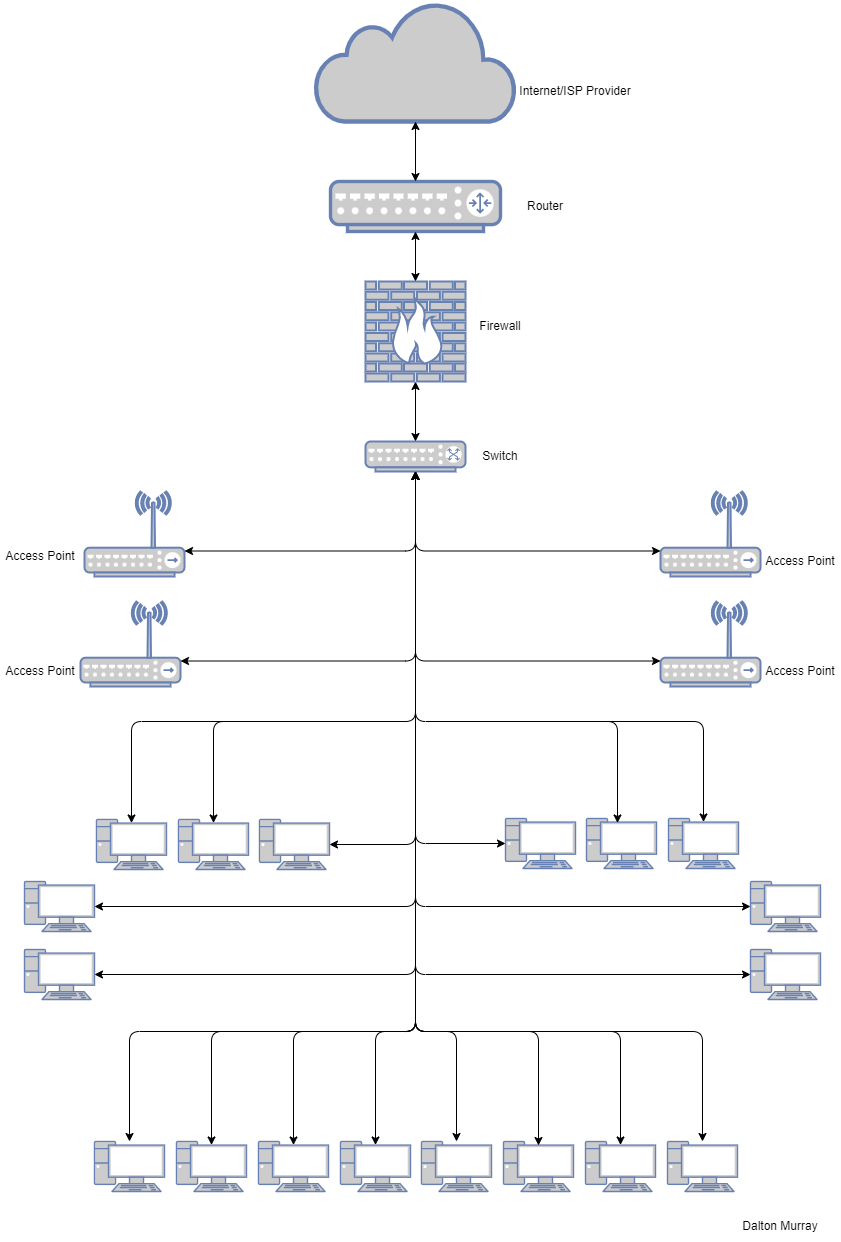 Internet/ISP Provider
Router
Firewall
Switch
Access Point
Access Point
Access Point
Access Point
Dalton Murray